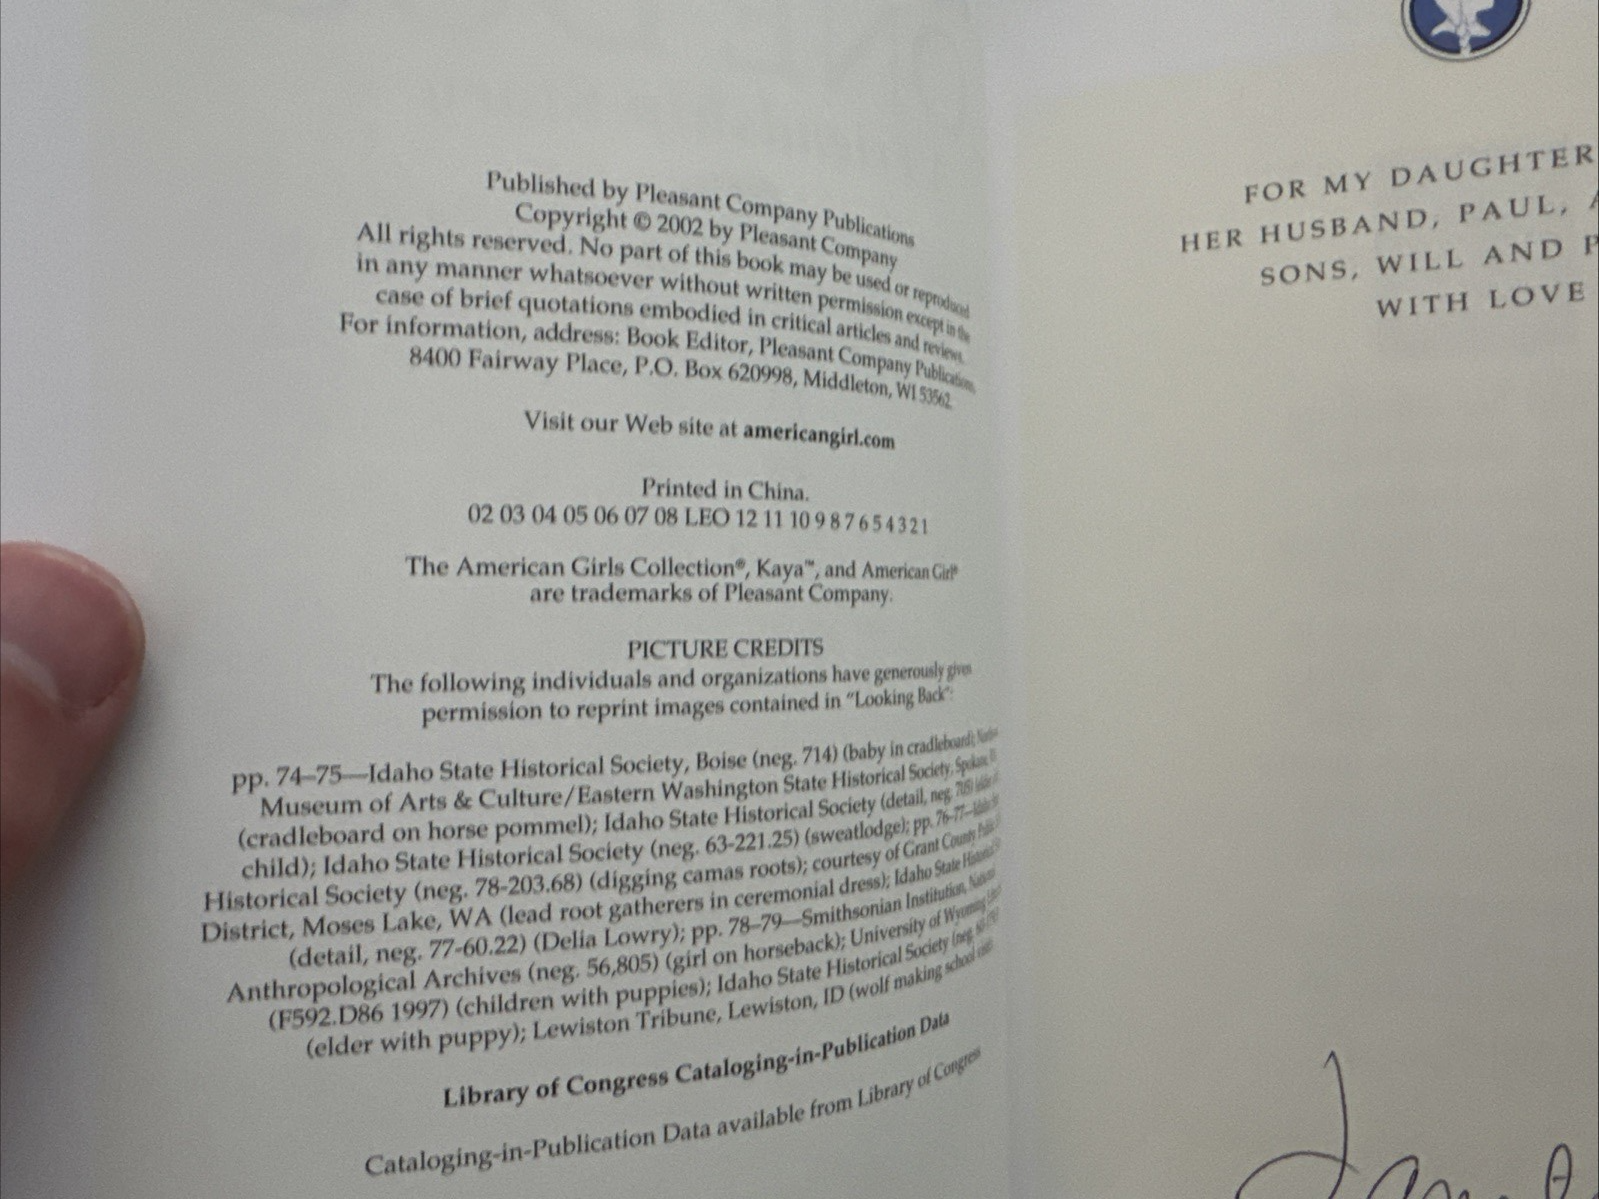 Published by Pleasant Company Publications
Copyright © 2002 by Pleasant Company
All rights reserved. No part of this book may be used or reproduced
in any manner whatsoever without written permission except in the
case of brief quotations embodied in critical articles and reviews.
For information, address: Book Editor, Pleasant Company Publications,
8400 Fairway Place, P.O. Box 620998, Middleton, WI 53562.
Visit our Web site at americangirl.com
Printed in China.
02 03 04 05 06 07 08 LEO 12 11 10 9 8 7 6 5 4 3 2 1
The American Girls Collection®, Kaya™, and American Girl®
are trademarks of Pleasant Company.
PICTURE CREDITS
The following individuals and organizations have generously given
permission to reprint images contained in “Looking Back”:
pp. 74–75—Idaho State Historical Society, Boise (neg. 714) (baby in cradleboard);
Museum of Arts & Culture/Eastern Washington State Historical Society, Spokane,
(cradleboard on horse pommel); Idaho State Historical Society (detail, neg.
child); Idaho State Historical Society (neg. 63-221.25) (sweatlodge); pp. 76–77—Idaho
Historical Society (neg. 78-203.68) (digging camas roots); courtesy of Grant County
District, Moses Lake, WA (lead root gatherers in ceremonial dress); Idaho State
(detail, neg. 77-60.22) (Delia Lowry); pp. 78–79—Smithsonian Institution,
Anthropological Archives (neg. 56,805) (girl on horseback); University of Wyoming
(F592.D86 1997) (children with puppies); Idaho State Historical Society (neg.
(elder with puppy); Lewiston Tribune, Lewiston, ID (wolf making school
Library of Congress Cataloging-in-Publication Data
Cataloging-in-Publication Data available from Library of Congress
FOR MY DAUGHTER
HER HUSBAND, PAUL,
SONS, WILL AND
WITH LOVE